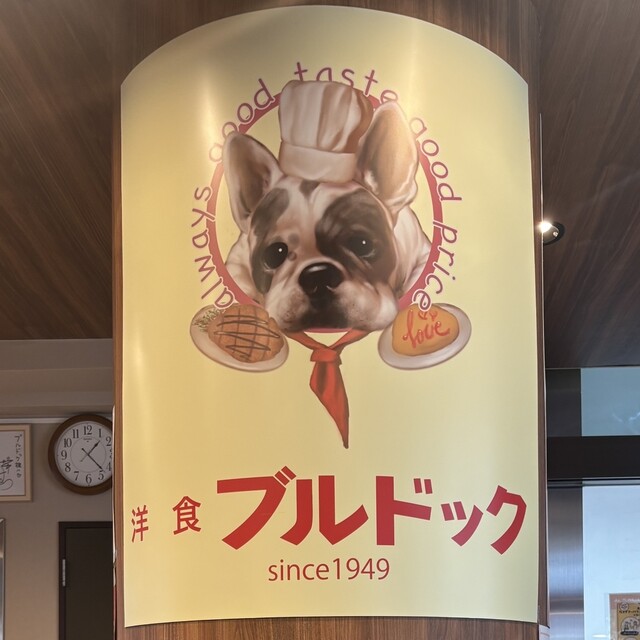 always good taste good price
love
洋食 ブルドック
since1949